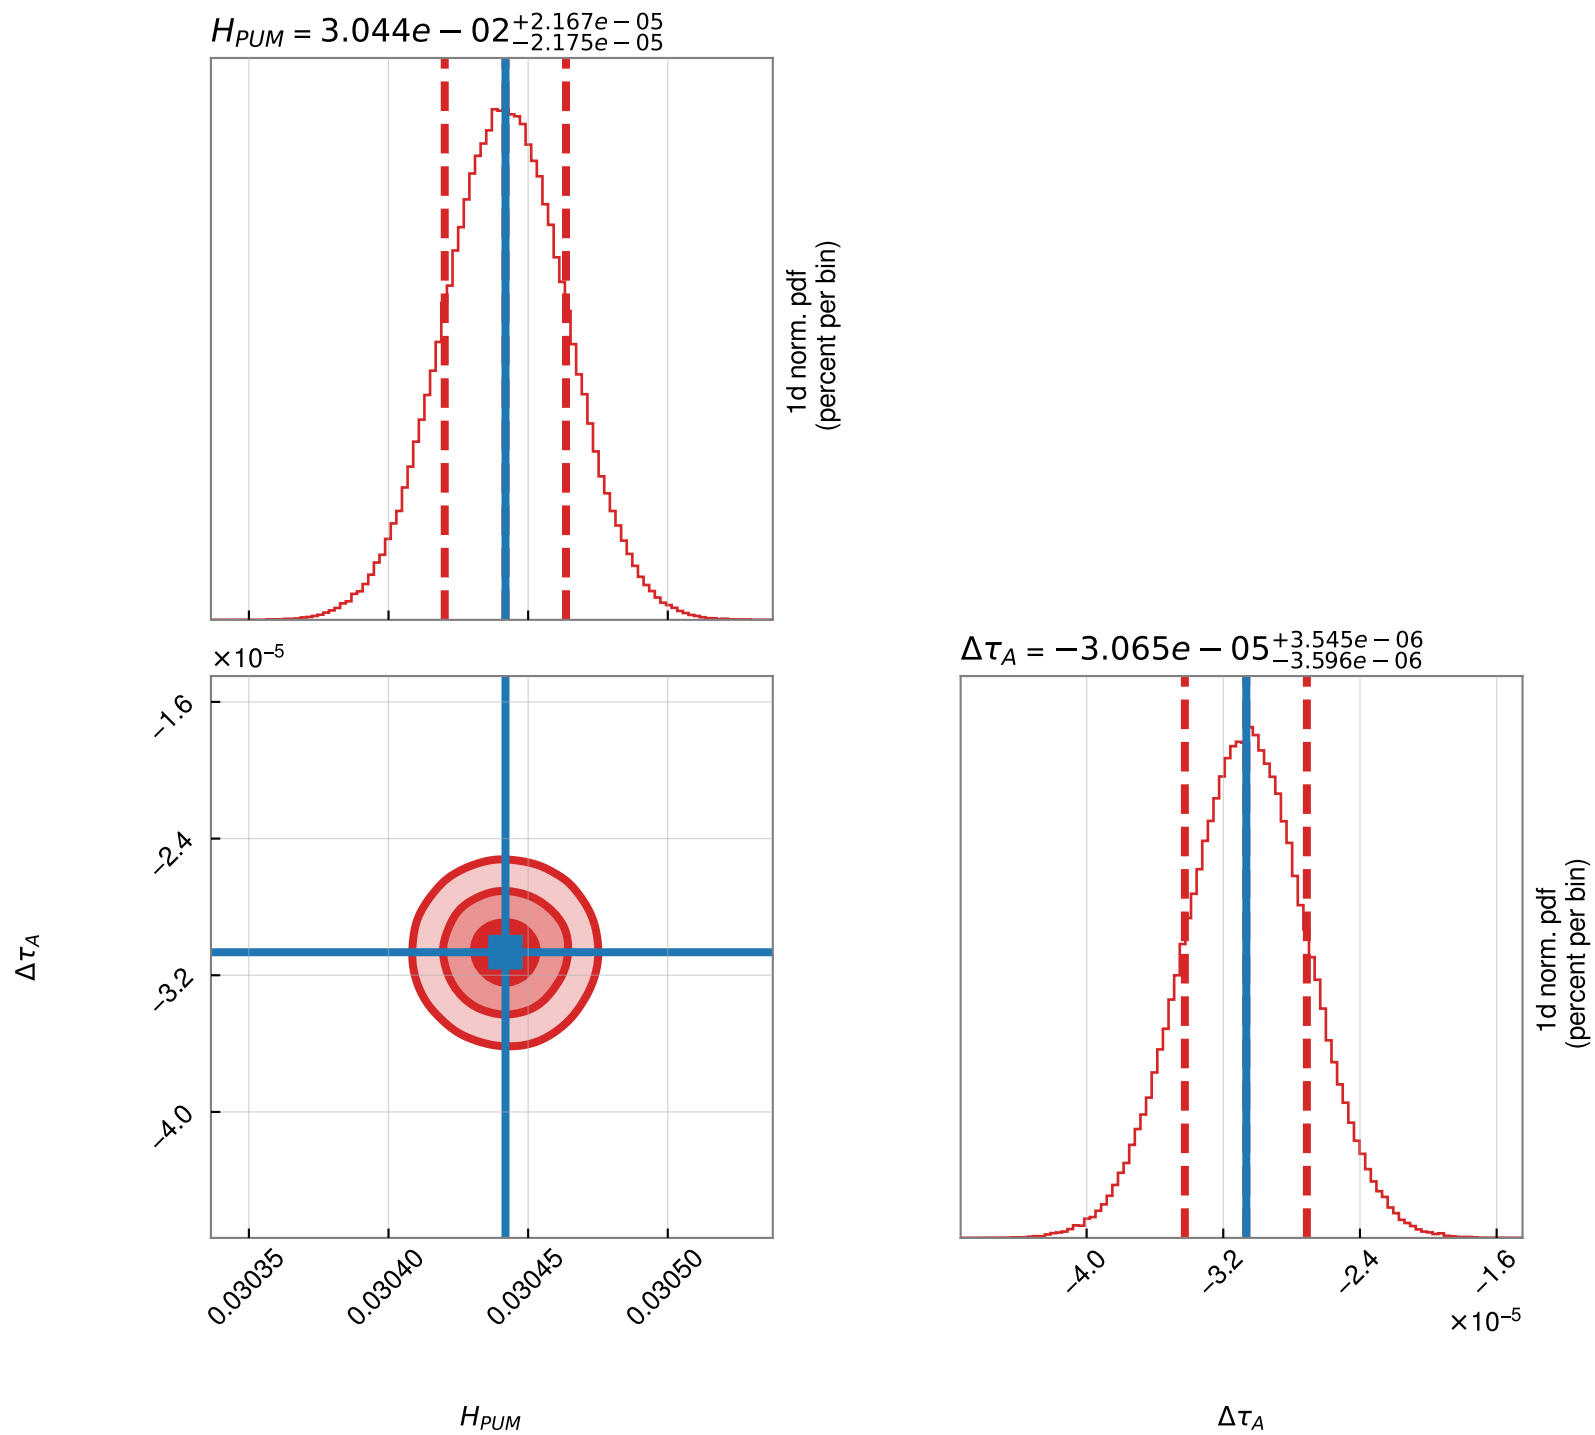 H_PUM = 3.044e − 02 +2.167e − 05 −2.175e − 05
1d norm. pdf
(percent per bin)
×10⁻⁵
−1.6
−2.4
−3.2
−4.0
Δτ_A
Δτ_A = −3.065e − 05 +3.545e − 06 −3.596e − 06
1d norm. pdf
(percent per bin)
0.03035 0.03040 0.03045 0.03050
H_PUM
−4.0 −3.2 −2.4 −1.6
×10⁻⁵
Δτ_A